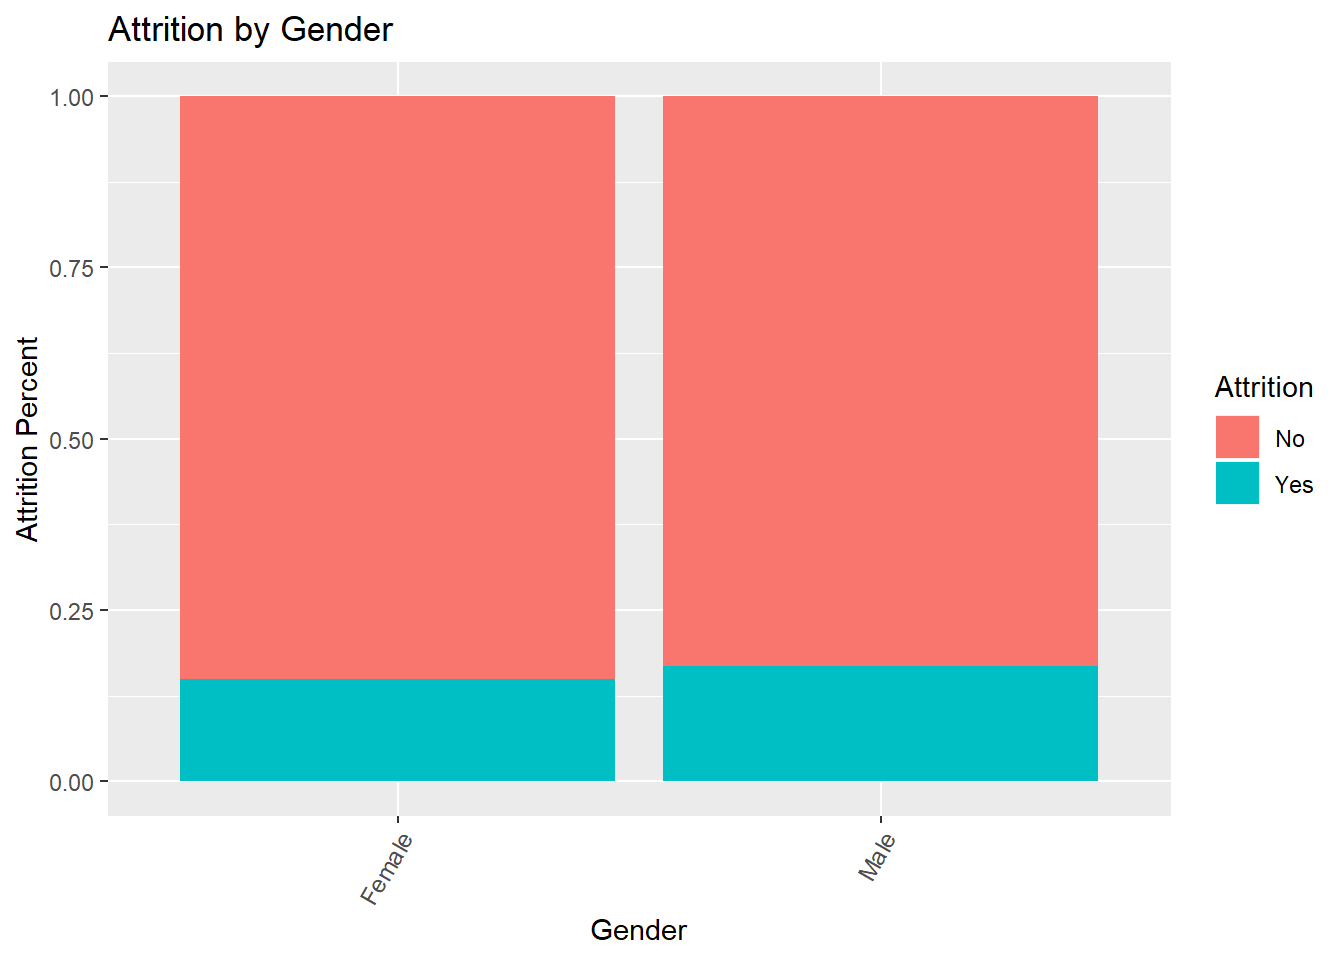 Attrition by Gender
1.00
0.75
0.50
0.25
0.00
Attrition Percent
Female
Male
Gender
Attrition
No
Yes